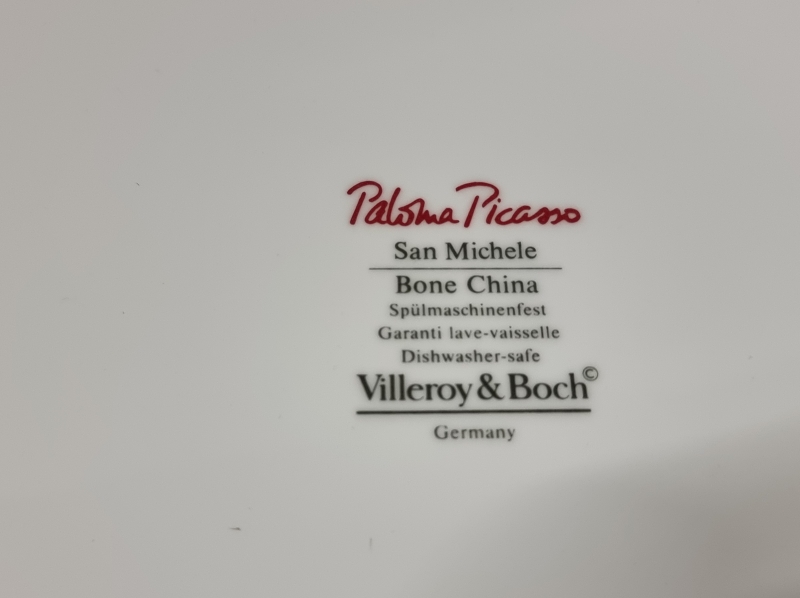 Paloma Picasso
San Michele
Bone China
Spülmaschinenfest
Garanti lave-vaisselle
Dishwasher-safe
Villeroy & Boch©
Germany